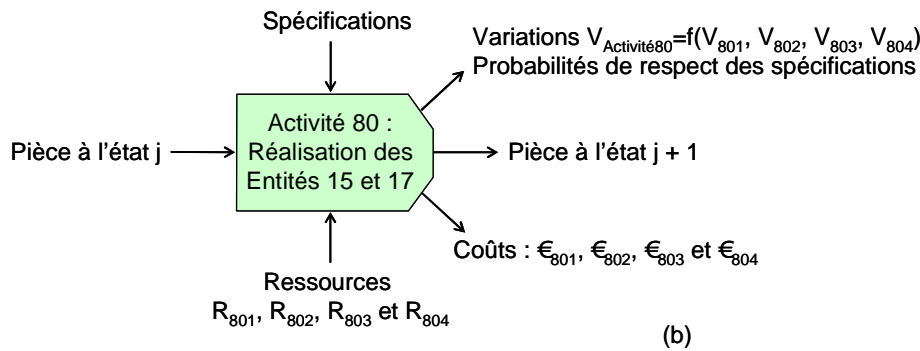 Spécifications
Variations V_Activité80=f(V_801, V_802, V_803, V_804)
Probabilités de respect des spécifications
Activité 80 :
Réalisation des
Entités 15 et 17
Pièce à l'état j
Pièce à l'état j + 1
Coûts : €_801, €_802, €_803 et €_804
Ressources
R_801, R_802, R_803 et R_804
(b)